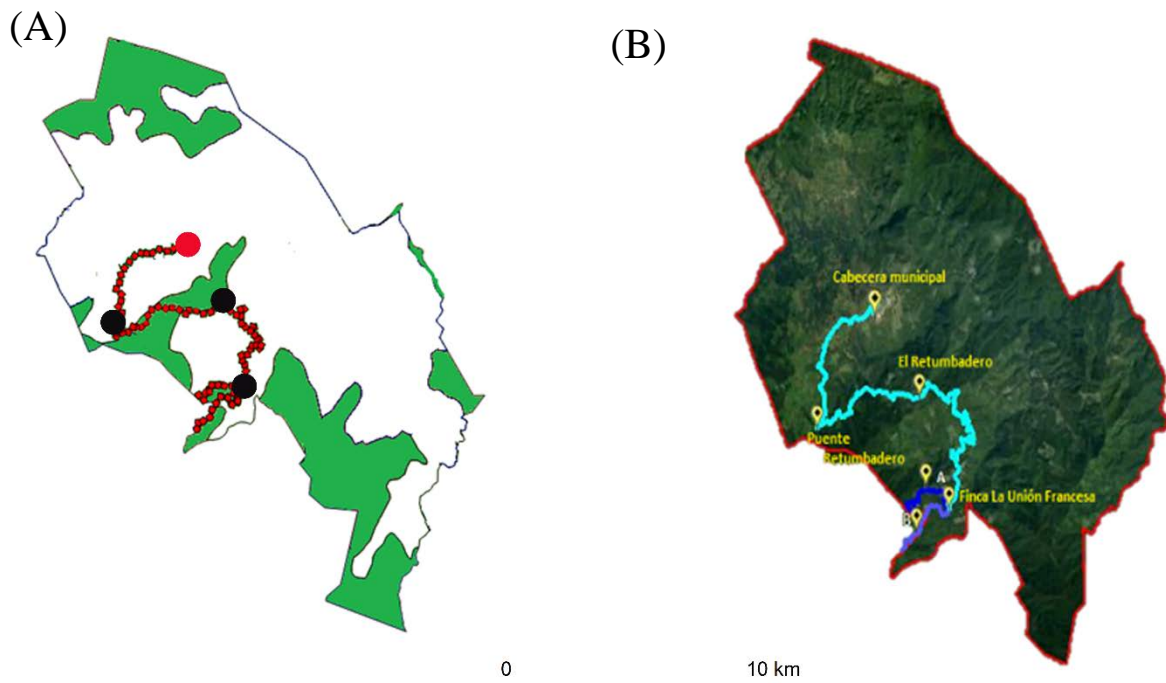 (A)
(B)
Cabecera municipal
El Retumbadero
Puente
Retumbadero
A
Finca La Unión Francesa
B
0
10 km